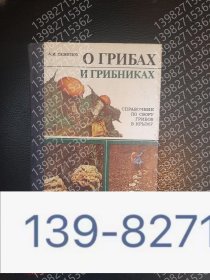 О ГРИБАХ
И ГРИБНИКАХ
СПРАВОЧНИК
ПО СБОРУ
ГРИБОВ
В КРЫМУ
139-8271